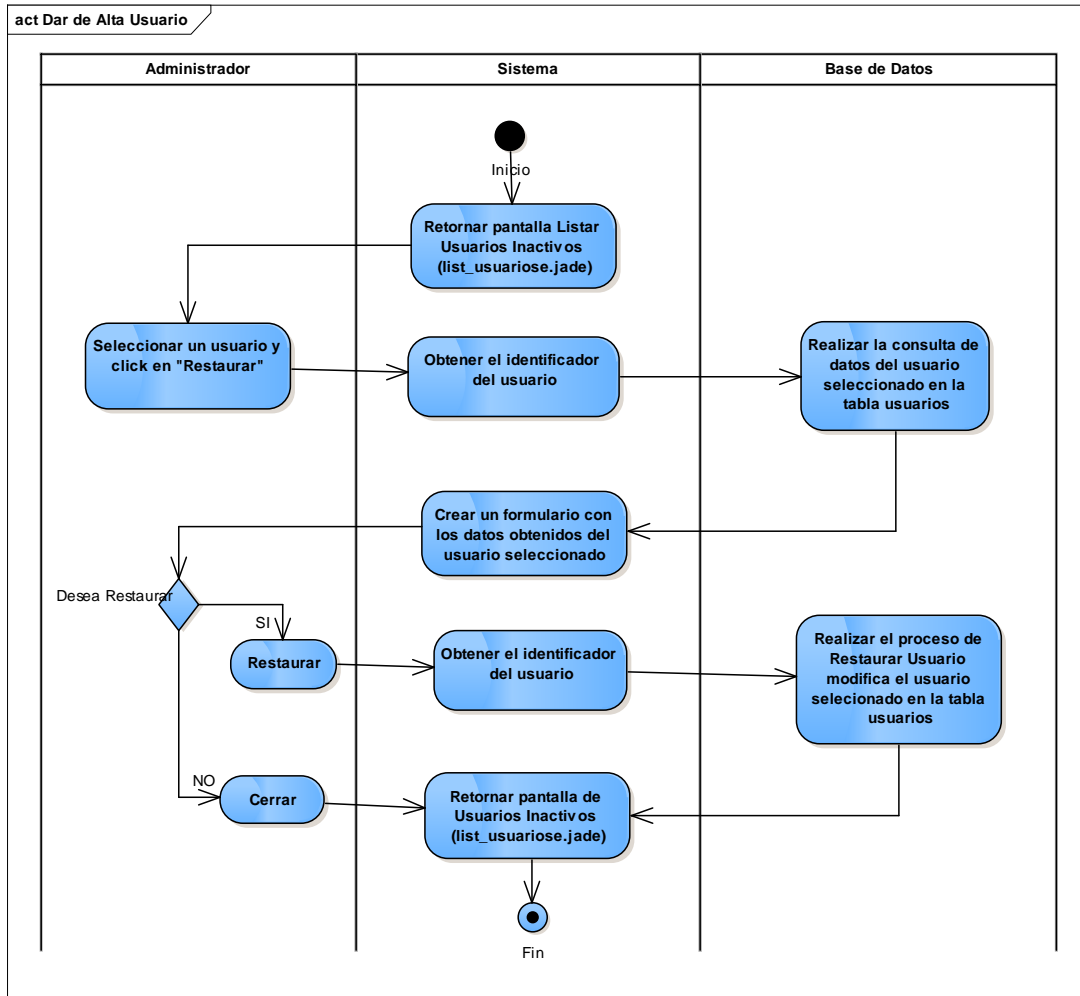 act Dar de Alta Usuario
Administrador
Sistema
Base de Datos
Inicio
Retornar pantalla Listar
Usuarios Inactivos
(list_usuariose.jade)
Seleccionar un usuario y
click en "Restaurar"
Obtener el identificador
del usuario
Realizar la consulta de
datos del usuario
seleccionado en la
tabla usuarios
Crear un formulario con
los datos obtenidos del
usuario seleccionado
Desea Restaurar
SI
Restaurar
Obtener el identificador
del usuario
Realizar el proceso de
Restaurar Usuario
modifica el usuario
selecionado en la tabla
usuarios
NO
Cerrar
Retornar pantalla de
Usuarios Inactivos
(list_usuariose.jade)
Fin